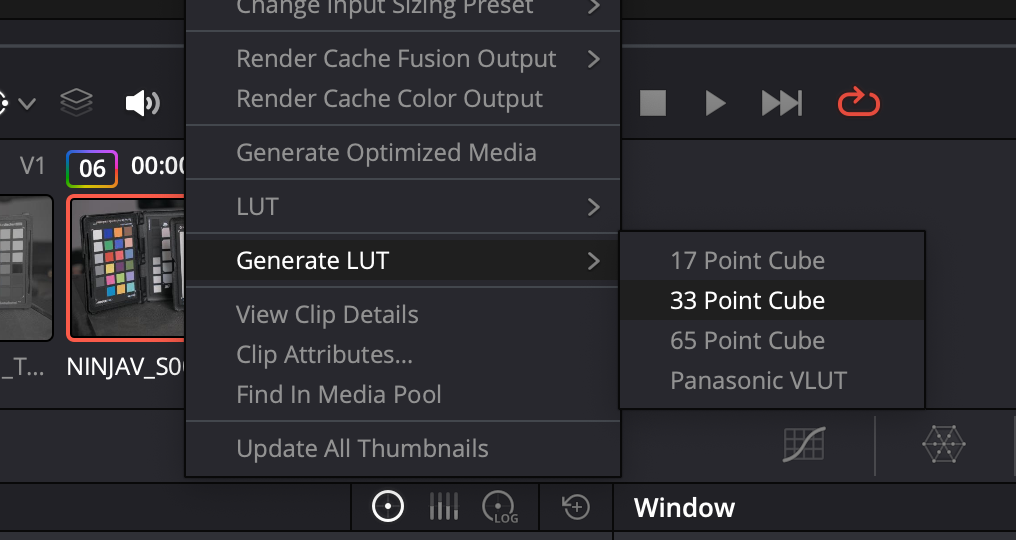 Change Input Sizing Preset
Render Cache Fusion Output
Render Cache Color Output
Generate Optimized Media
V1
06
00:00
LUT
Generate LUT
17 Point Cube
33 Point Cube
65 Point Cube
Panasonic VLUT
View Clip Details
Clip Attributes...
Find In Media Pool
Update All Thumbnails
_T...
NINJAV_S00
LOG
Window